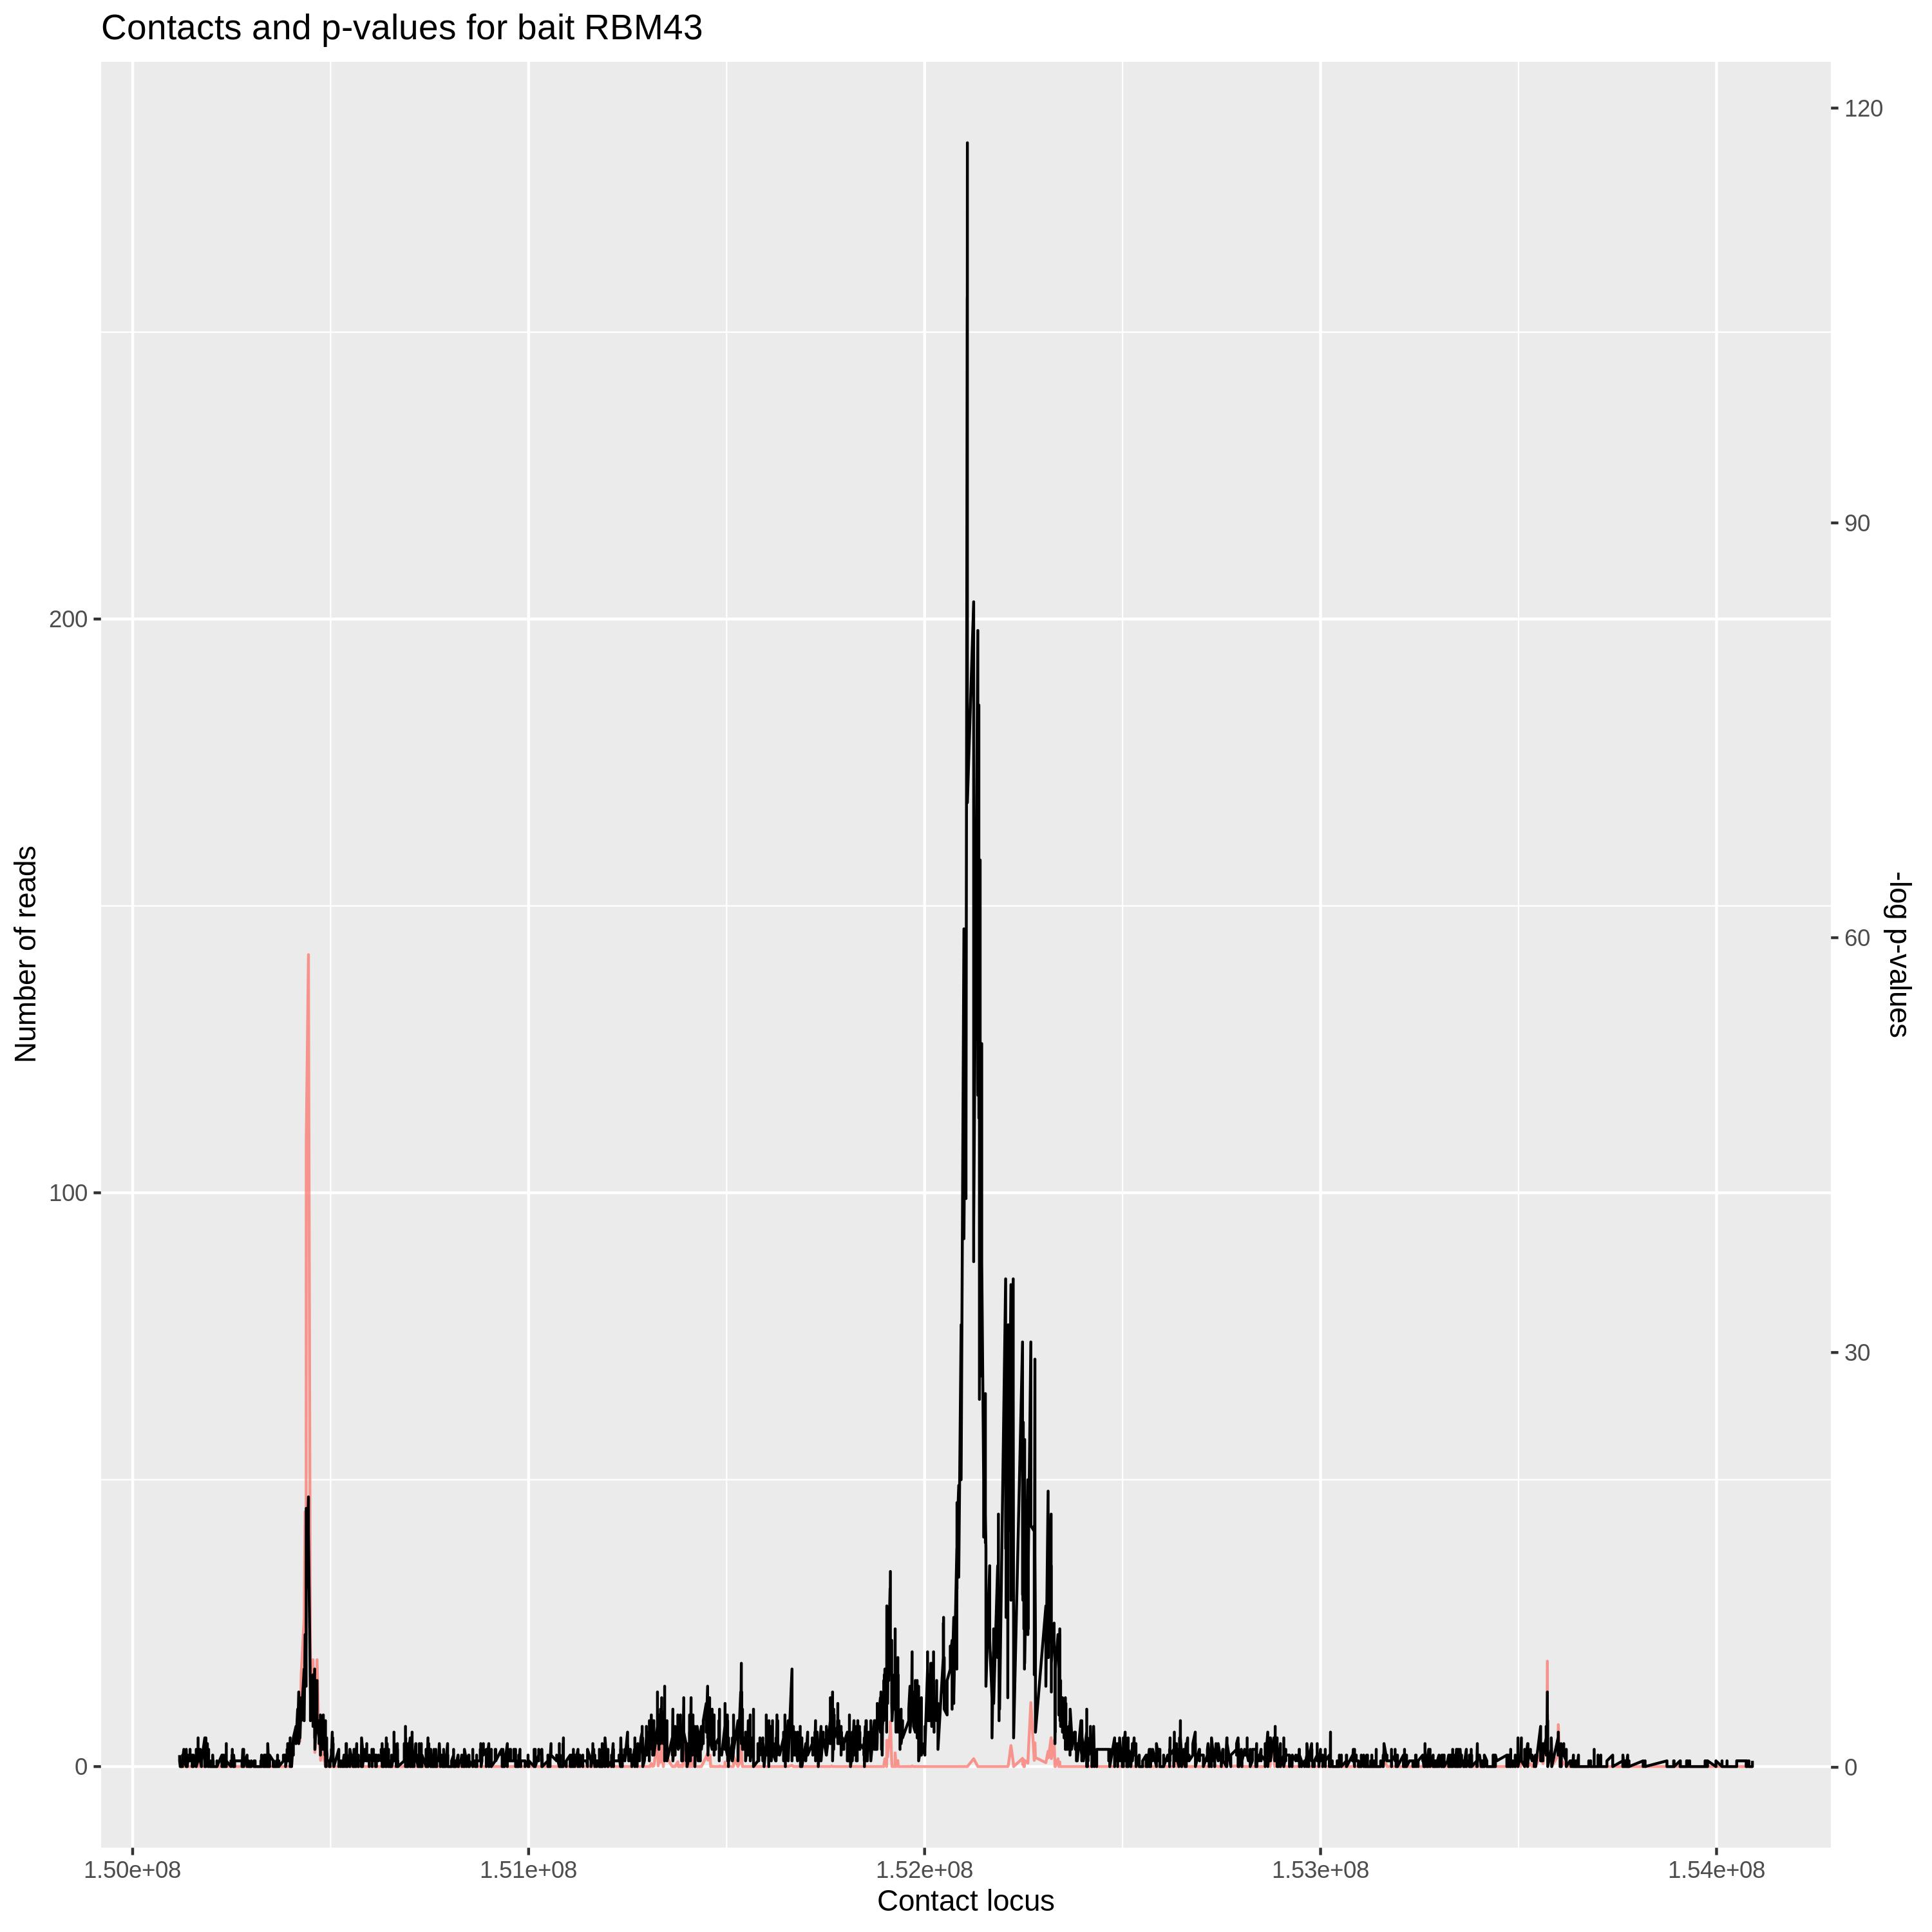 Contacts and p-values for bait RBM43
120
90
200
Number of reads
-log p-values
60
30
100
0
0
1.50e+08
1.51e+08
1.52e+08
1.53e+08
1.54e+08
Contact locus